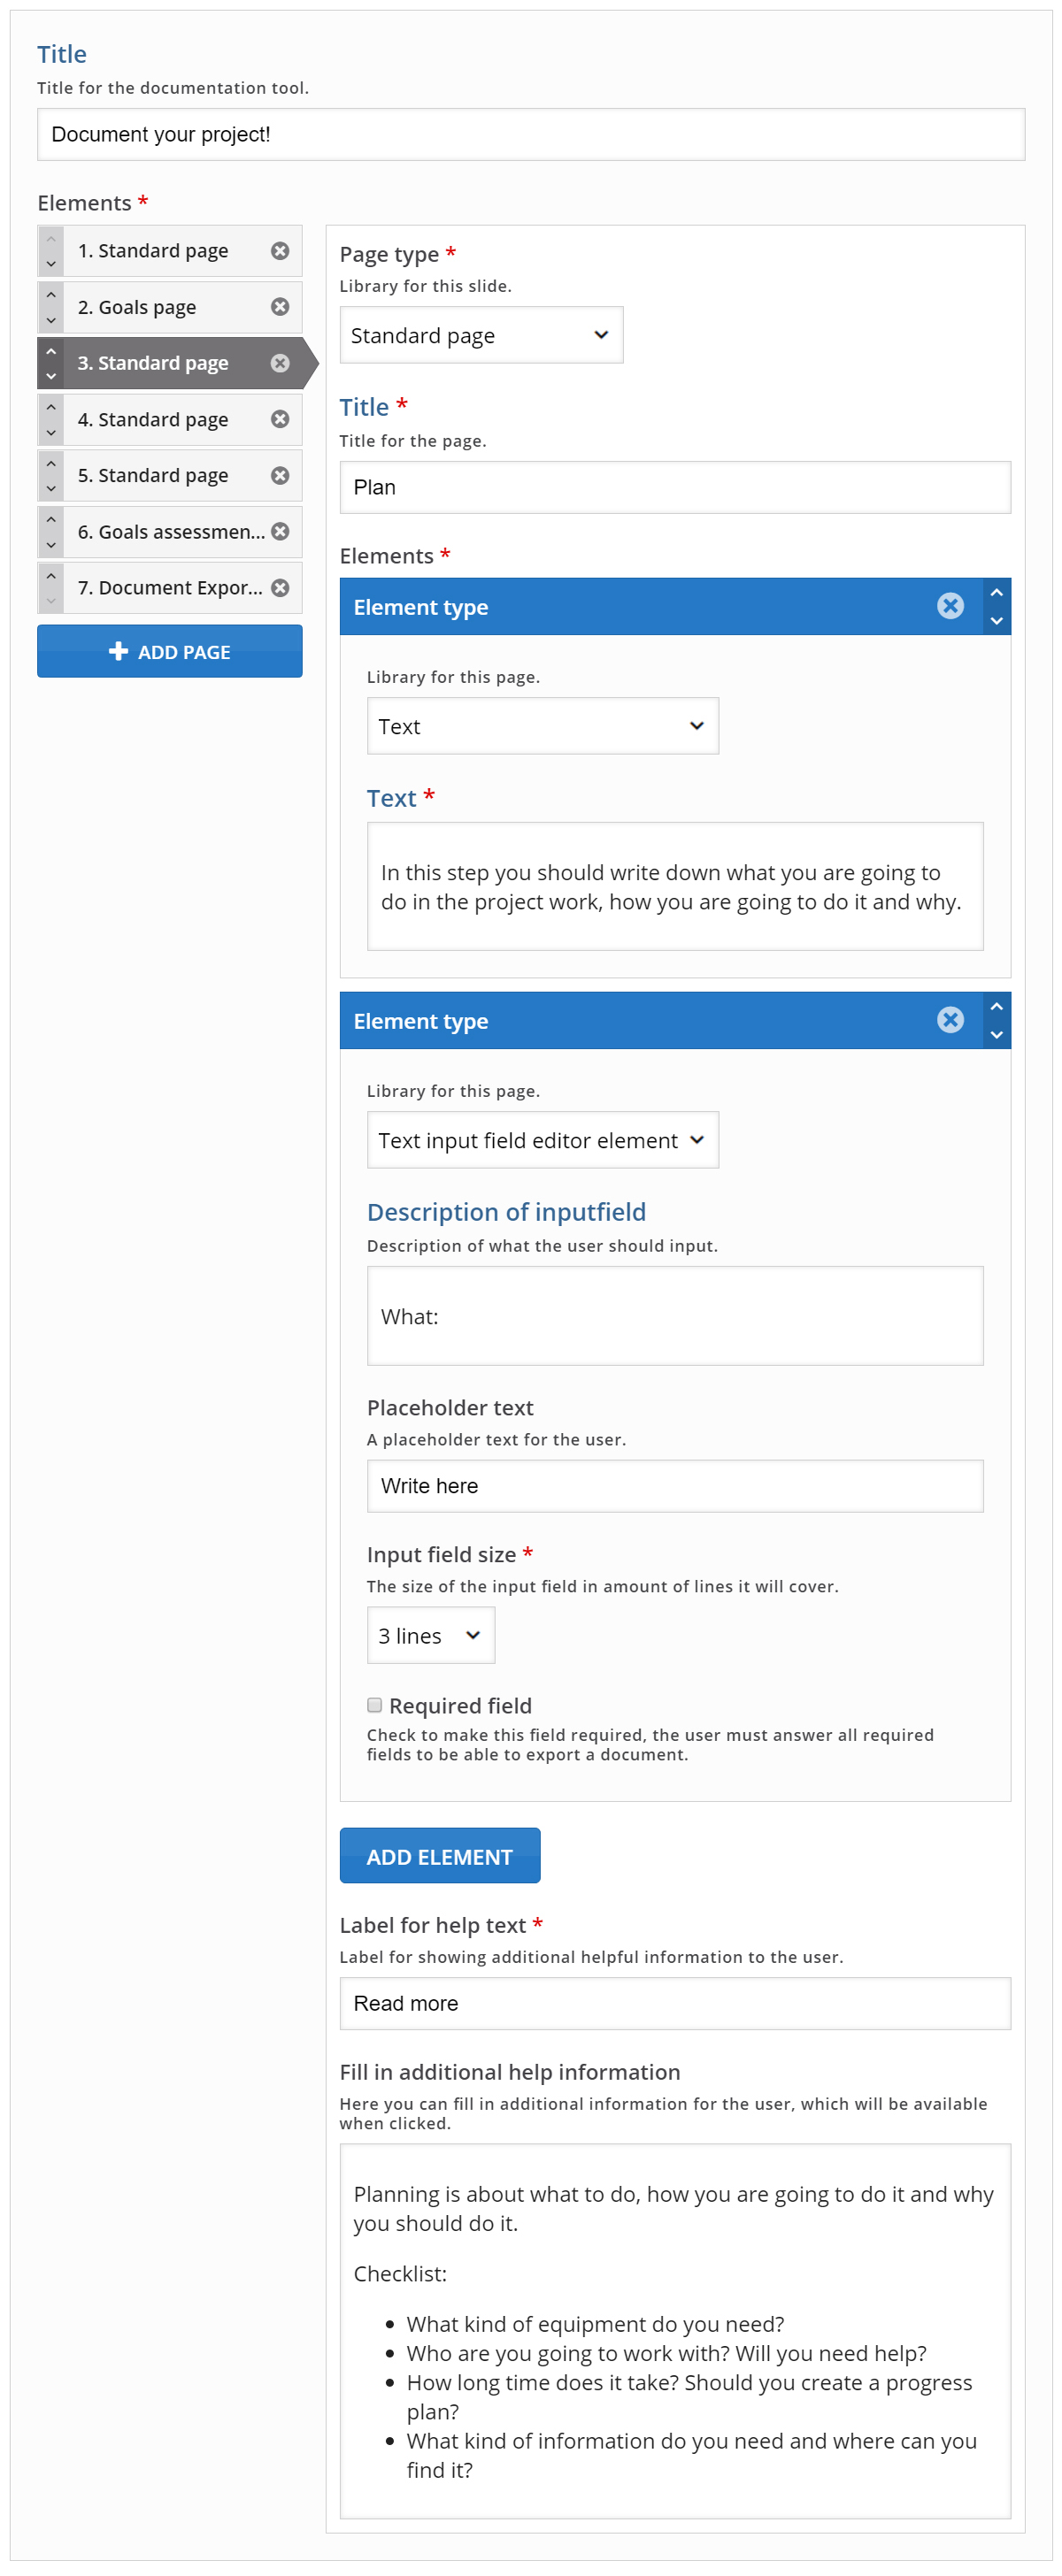 Title
Title for the documentation tool.
Document your project!
Elements *
1. Standard page
2. Goals page
3. Standard page
4. Standard page
5. Standard page
6. Goals assessmen...
7. Document Expor...
ADD PAGE
Page type *
Library for this slide.
Standard page
Title *
Title for the page.
Plan
Elements *
Element type
Library for this page.
Text
Text *
In this step you should write down what you are going to
do in the project work, how you are going to do it and why.
Element type
Library for this page.
Text input field editor element
Description of inputfield
Description of what the user should input.
What:
Placeholder text
A placeholder text for the user.
Write here
Input field size *
The size of the input field in amount of lines it will cover.
3 lines
Required field
Check to make this field required, the user must answer all required
fields to be able to export a document.
ADD ELEMENT
Label for help text *
Label for showing additional helpful information to the user.
Read more
Fill in additional help information
Here you can fill in additional information for the user, which will be available
when clicked.
Planning is about what to do, how you are going to do it and why
you should do it.
Checklist:
• What kind of equipment do you need?
• Who are you going to work with? Will you need help?
• How long time does it take? Should you create a progress
plan?
• What kind of information do you need and where can you
find it?